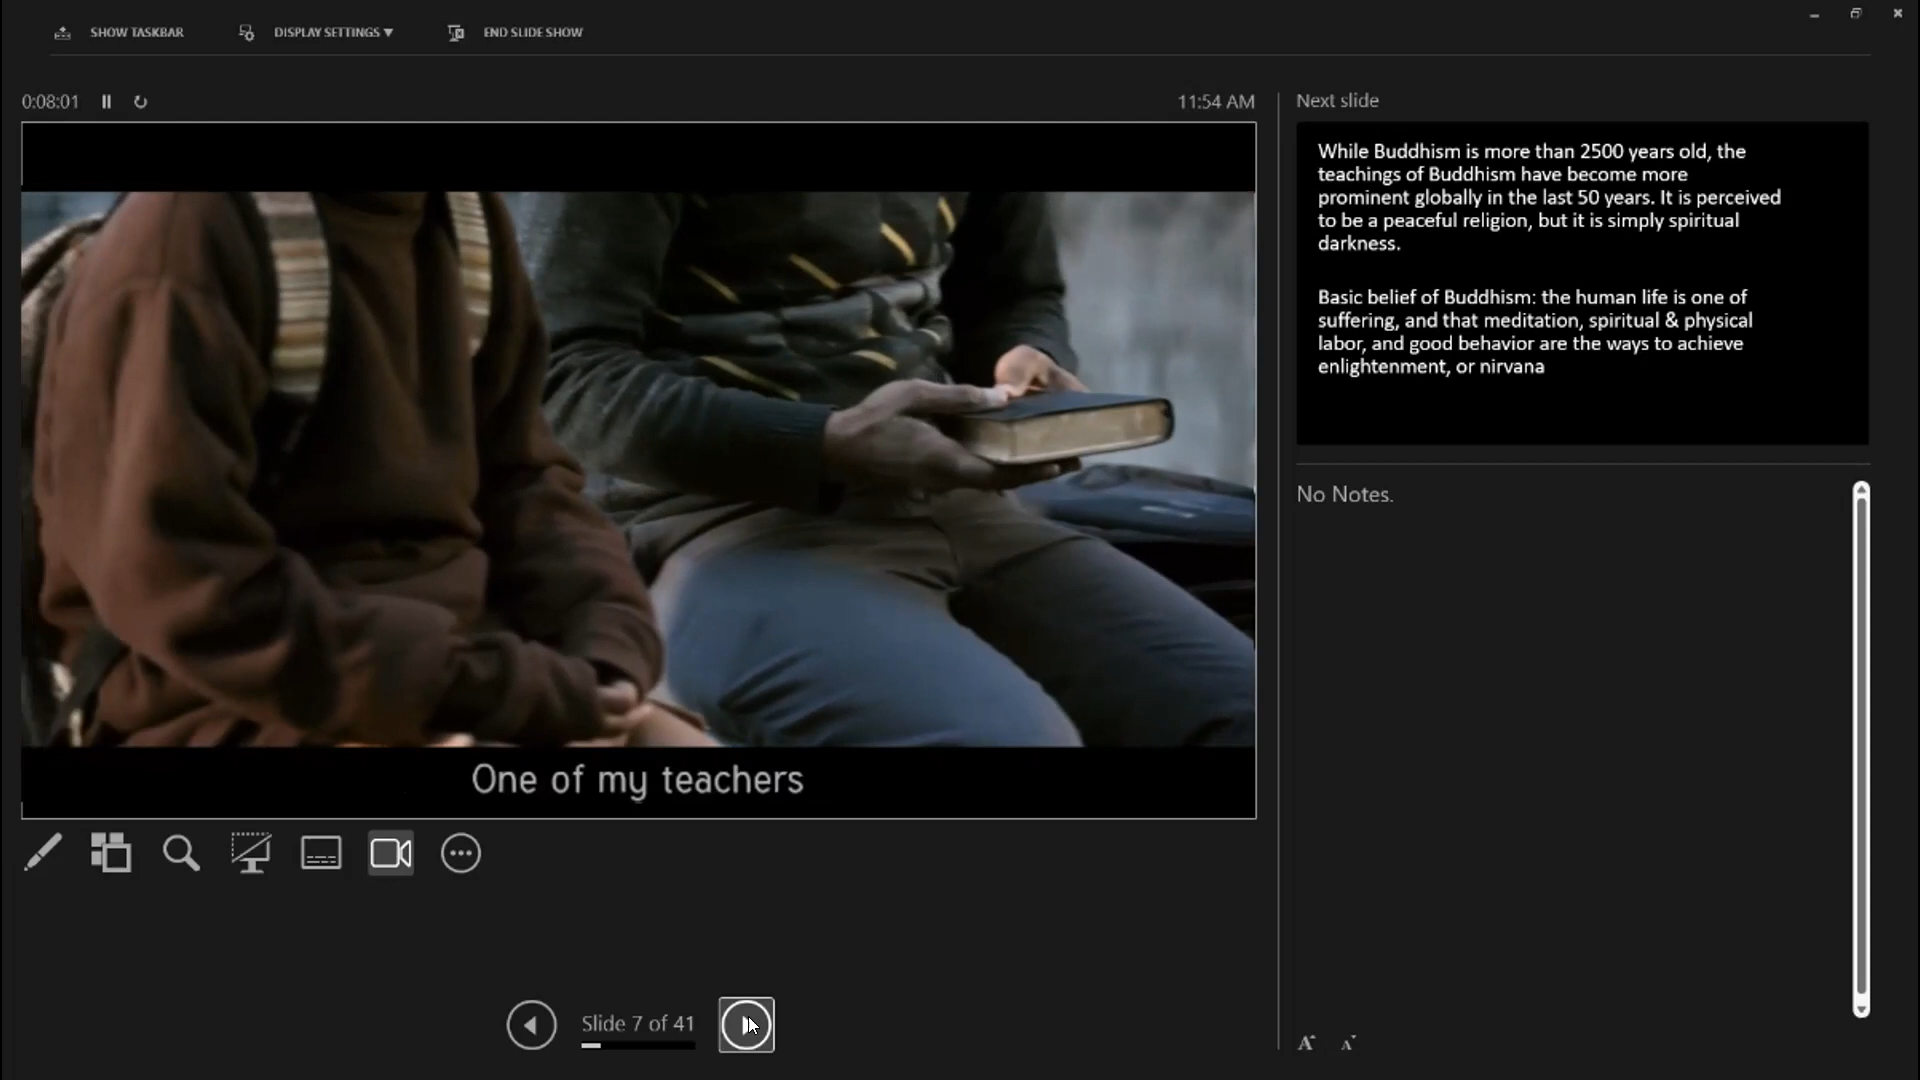 SHOW TASKBAR
DISPLAY SETTINGS ▼
END SLIDE SHOW
0:08:01
11:54 AM
One of my teachers
Slide 7 of 41
Next slide
While Buddhism is more than 2500 years old, the
teachings of Buddhism have become more
prominent globally in the last 50 years. It is perceived
to be a peaceful religion, but it is simply spiritual
darkness.
Basic belief of Buddhism: the human life is one of
suffering, and that meditation, spiritual & physical
labor, and good behavior are the ways to achieve
enlightenment, or nirvana
No Notes.
A A